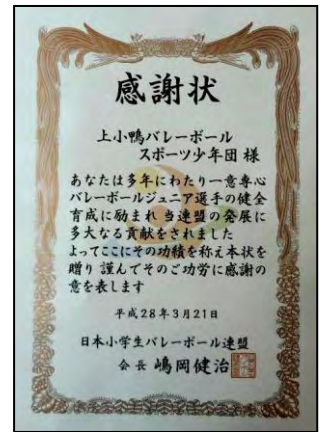 感謝状
上小鴨バレーボール
スポーツ少年団 様
あなたは多年にわたり一意専心
バレーボールジュニア選手の健全
育成に励まれ 当連盟の発展に
多大なる貢献をされました
よってここにその功績を称え本状を
贈り 謹んでそのご功労に感謝の
意を表します
平成28年3月21日
日本小学生バレーボール連盟
会長 嶋岡健治